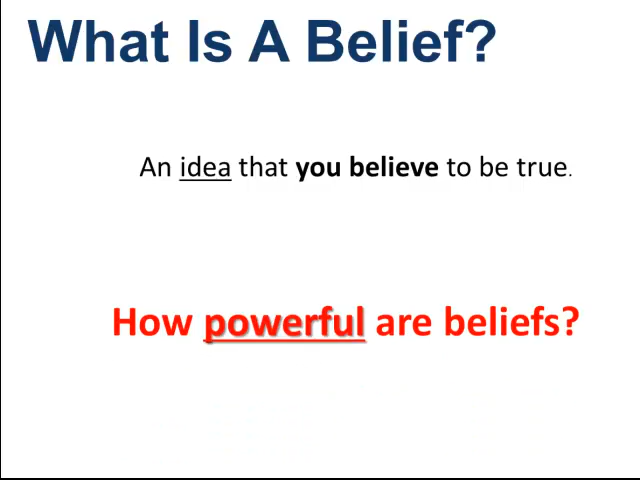 What Is A Belief?
An idea that you believe to be true.
How powerful are beliefs?